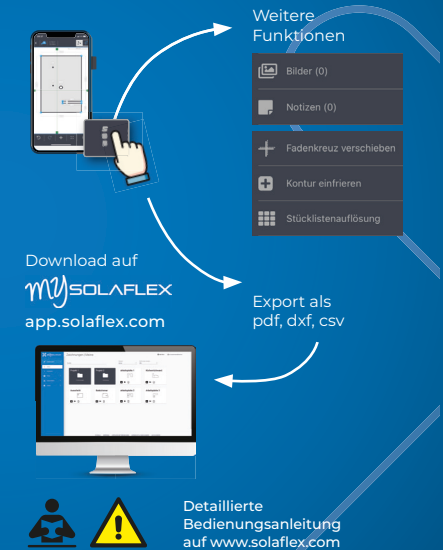 Weitere
Funktionen
Bilder (0)
Notizen (0)
Fadenkreuz verschieben
Kontur einfrieren
Stücklistenauflösung
Download auf
mySOLAFLEX
app.solaflex.com
Export als
pdf, dxf, csv
Detaillierte
Bedienungsanleitung
auf www.solaflex.com